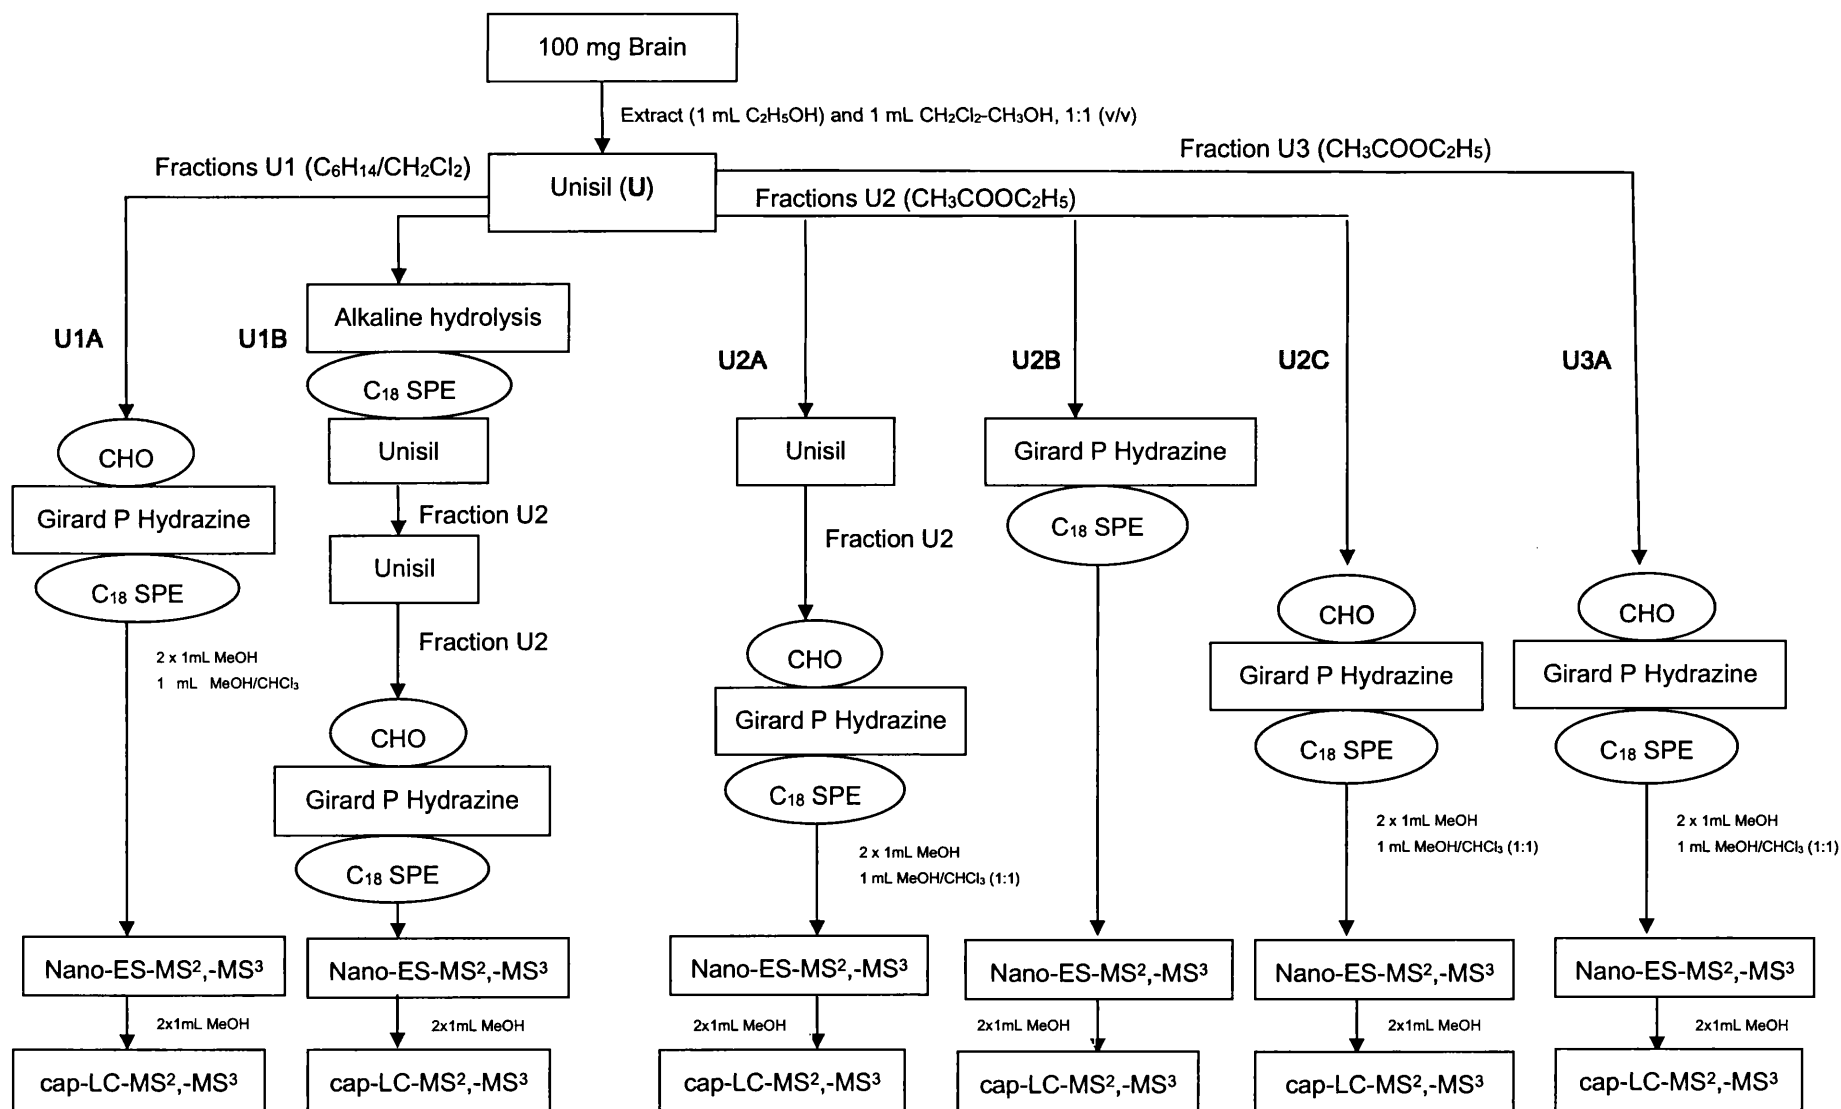 100 mg Brain
Extract (1 mL C₂H₅OH) and 1 mL CH₂Cl₂-CH₃OH, 1:1 (v/v)
Fractions U1 (C₆H₁₄/CH₂Cl₂)
Unisil (U)
Fraction U3 (CH₃COOC₂H₅)
Fractions U2 (CH₃COOC₂H₅)
U1A
CHO
Girard P Hydrazine
C₁₈ SPE
2 x 1mL MeOH
1 mL MeOH/CHCl₃
Nano-ES-MS²,-MS³
2x1mL MeOH
cap-LC-MS²,-MS³
U1B
Alkaline hydrolysis
C₁₈ SPE
Unisil
Fraction U2
Unisil
Fraction U2
CHO
Girard P Hydrazine
C₁₈ SPE
Nano-ES-MS²,-MS³
2x1mL MeOH
cap-LC-MS²,-MS³
U2A
Unisil
Fraction U2
CHO
Girard P Hydrazine
C₁₈ SPE
2 x 1mL MeOH
1 mL MeOH/CHCl₃ (1:1)
Nano-ES-MS²,-MS³
2x1mL MeOH
cap-LC-MS²,-MS³
U2B
Girard P Hydrazine
C₁₈ SPE
Nano-ES-MS²,-MS³
2x1mL MeOH
cap-LC-MS²,-MS³
U2C
CHO
Girard P Hydrazine
C₁₈ SPE
2 x 1mL MeOH
1 mL MeOH/CHCl₃ (1:1)
Nano-ES-MS²,-MS³
2x1mL MeOH
cap-LC-MS²,-MS³
U3A
CHO
Girard P Hydrazine
C₁₈ SPE
2 x 1mL MeOH
1 mL MeOH/CHCl₃ (1:1)
Nano-ES-MS²,-MS³
2x1mL MeOH
cap-LC-MS²,-MS³